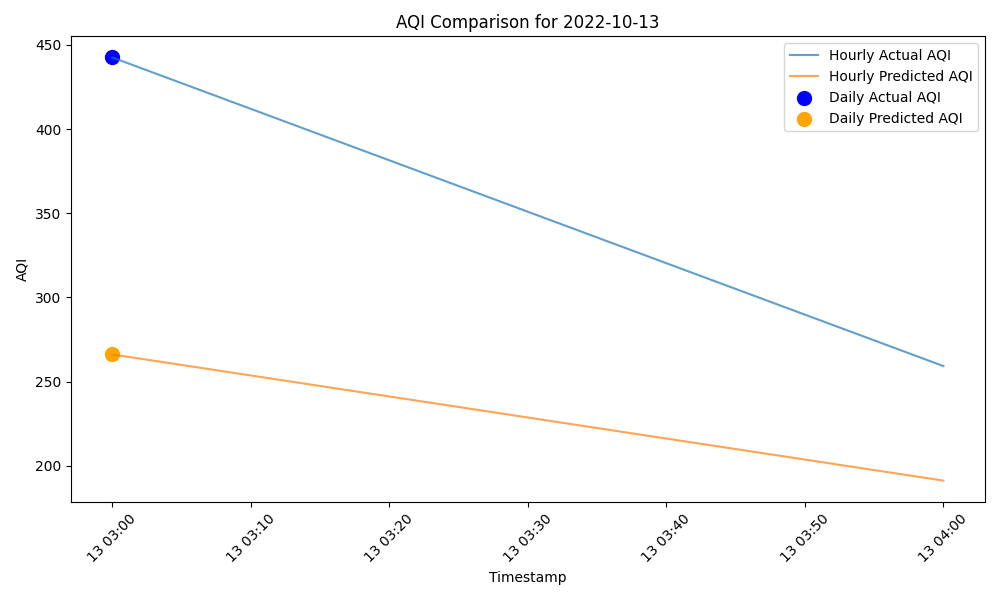 AQI Comparison for 2022-10-13
Hourly Actual AQI
Hourly Predicted AQI
Daily Actual AQI
Daily Predicted AQI
AQI
450
400
350
300
250
200
13 03:00
13 03:10
13 03:20
13 03:30
13 03:40
13 03:50
13 04:00
Timestamp